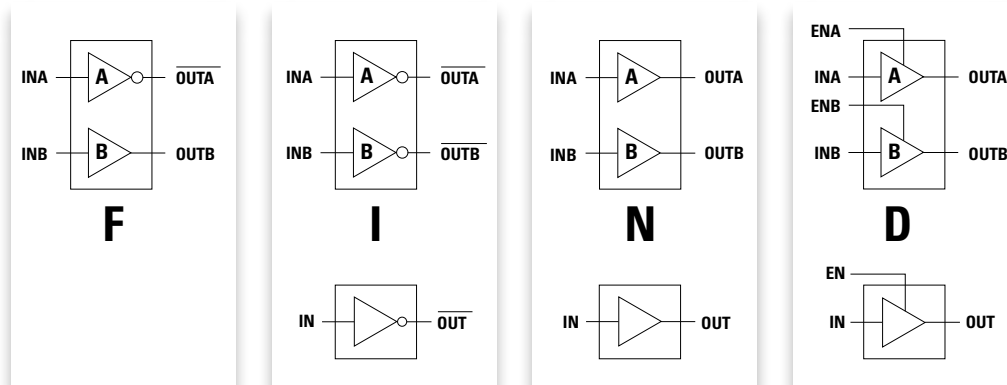 INA A OUTA
INB B OUTB
F
INA A OUTA
INB B OUTB
I
IN OUT
INA A OUTA
INB B OUTB
N
IN OUT
ENA
INA A OUTA
ENB
INB B OUTB
D
EN
IN OUT